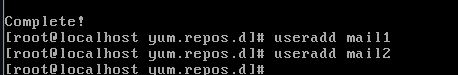 Complete!
[root@localhost yum.repos.d]# useradd mail1
[root@localhost yum.repos.d]# useradd mail2
[root@localhost yum.repos.d]#